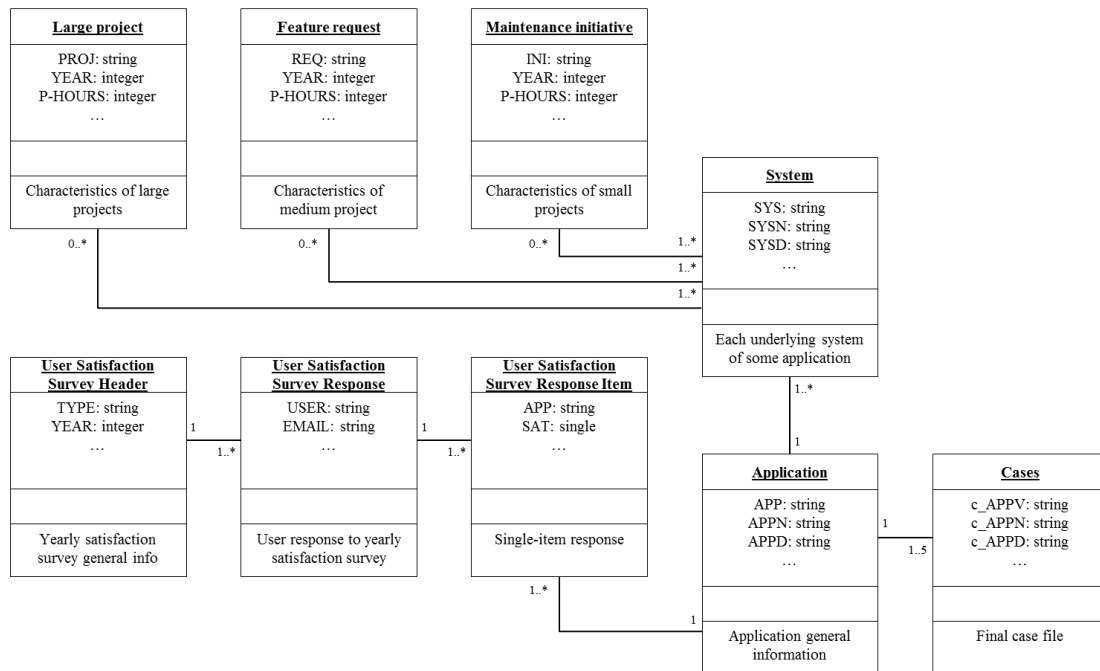 Large project
PROJ: string
YEAR: integer
P-HOURS: integer
…
Characteristics of large
projects
0..*
Feature request
REQ: string
YEAR: integer
P-HOURS: integer
…
Characteristics of
medium project
0..*
Maintenance initiative
INI: string
YEAR: integer
P-HOURS: integer
…
Characteristics of small
projects
0..*
1..*
1..*
1..*
System
SYS: string
SYSN: string
SYSD: string
…
Each underlying system
of some application
1..*
1
User Satisfaction
Survey Header
TYPE: string
YEAR: integer
…
Yearly satisfaction
survey general info
1
1..*
User Satisfaction
Survey Response
USER: string
EMAIL: string
…
User response to yearly
satisfaction survey
1
1..*
User Satisfaction
Survey Response Item
APP: string
SAT: single
…
Single-item response
1..*
1
Application
APP: string
APPN: string
APPD: string
…
Application general
information
1
1..5
Cases
c_APPV: string
c_APPN: string
c_APPD: string
…
Final case file